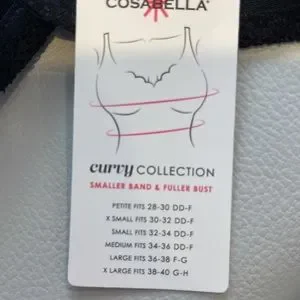 COSABELLA®
curvy COLLECTION
SMALLER BAND & FULLER BUST
PETITE FITS 28-30 DD-F
X SMALL FITS 30-32 DD-F
SMALL FITS 32-34 DD-F
MEDIUM FITS 34-36 DD-F
LARGE FITS 36-38 F-G
X LARGE FITS 38-40 G-H